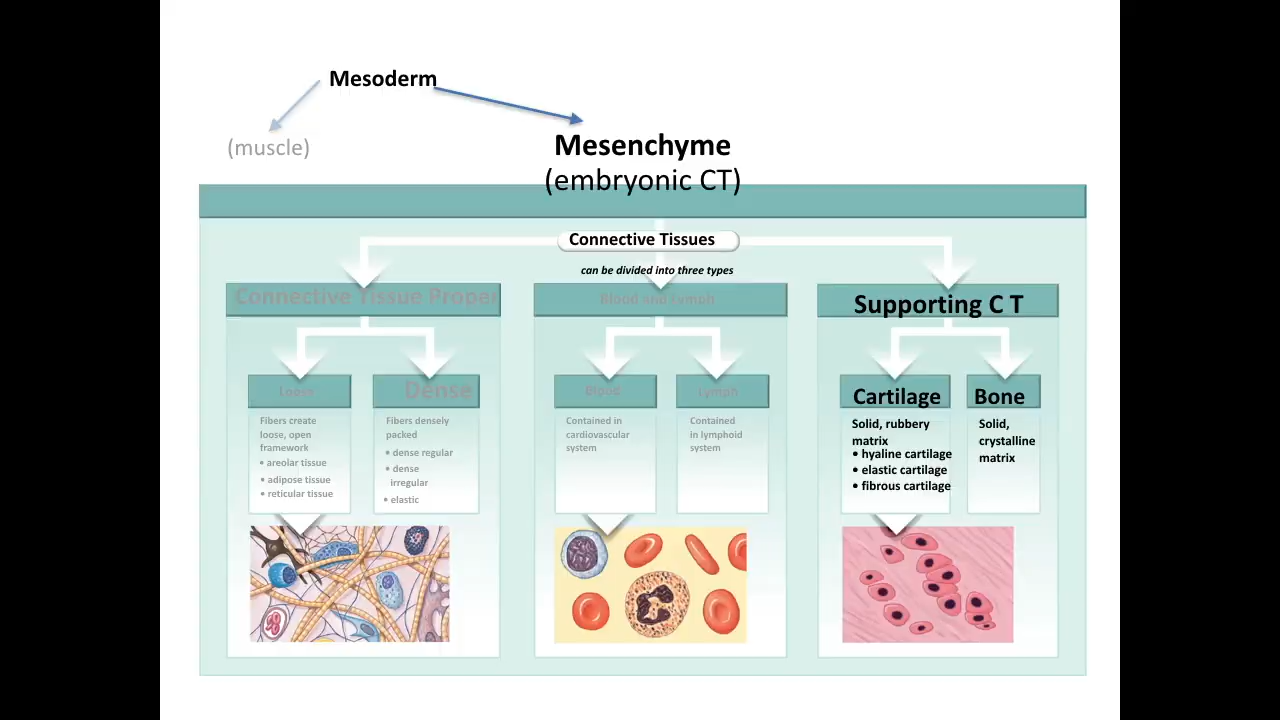 Mesoderm
(muscle)
Mesenchyme
(embryonic CT)
Connective Tissues
can be divided into three types
Connective Tissue Proper
Blood and Lymph
Supporting C T
Loose
Dense
Blood
Lymph
Cartilage
Bone
Fibers create
loose, open
framework
• areolar tissue
• adipose tissue
• reticular tissue
Fibers densely
packed
• dense regular
• dense
irregular
• elastic
Contained in
cardiovascular
system
Contained
in lymphoid
system
Solid, rubbery
matrix
• hyaline cartilage
• elastic cartilage
• fibrous cartilage
Solid,
crystalline
matrix